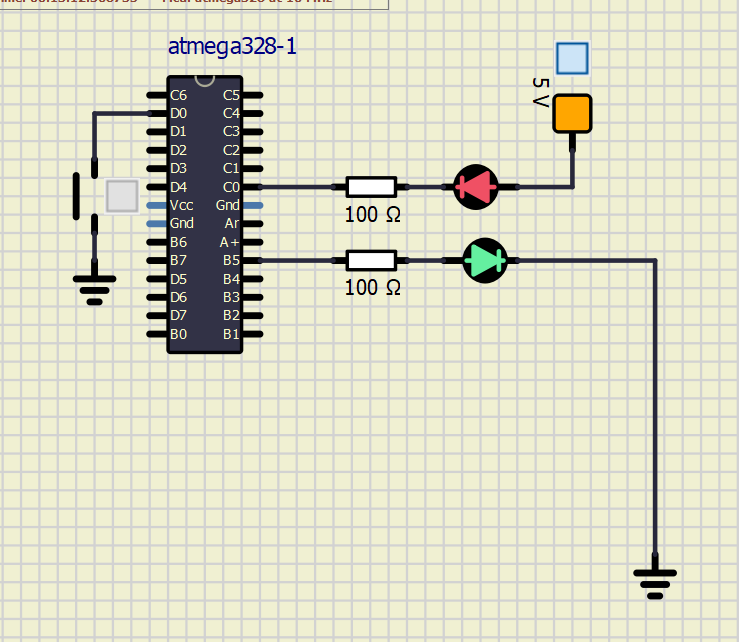 atmega328-1
C6 C5
D0 C4
D1 C3
D2 C2
D3 C1
D4 C0
Vcc Gnd
Gnd Ar
B6 A+
B7 B5
D5 B4
D6 B3
D7 B2
B0 B1
5 V
100 Ω
100 Ω